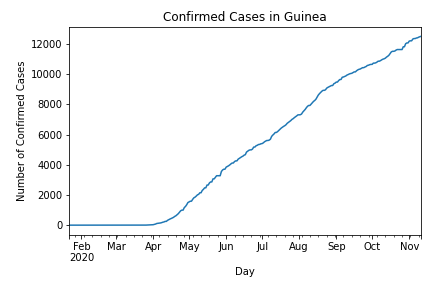 Confirmed Cases in Guinea
Number of Confirmed Cases
12000
10000
8000
6000
4000
2000
0
Feb Mar Apr May Jun Jul Aug Sep Oct Nov
2020
Day